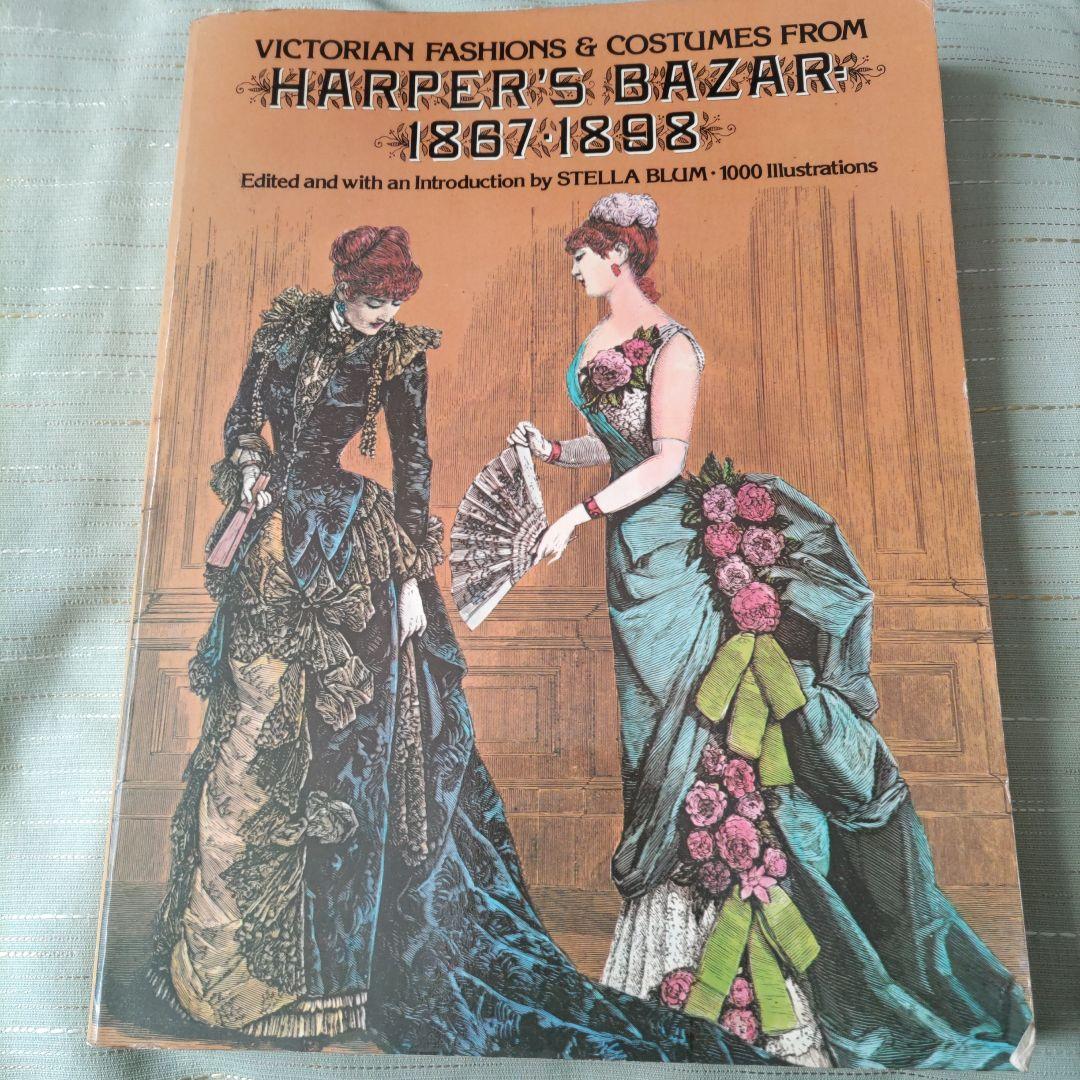 VICTORIAN FASHIONS & COSTUMES FROM
HARPER'S BAZAR:
1867·1898
Edited and with an Introduction by STELLA BLUM · 1000 Illustrations